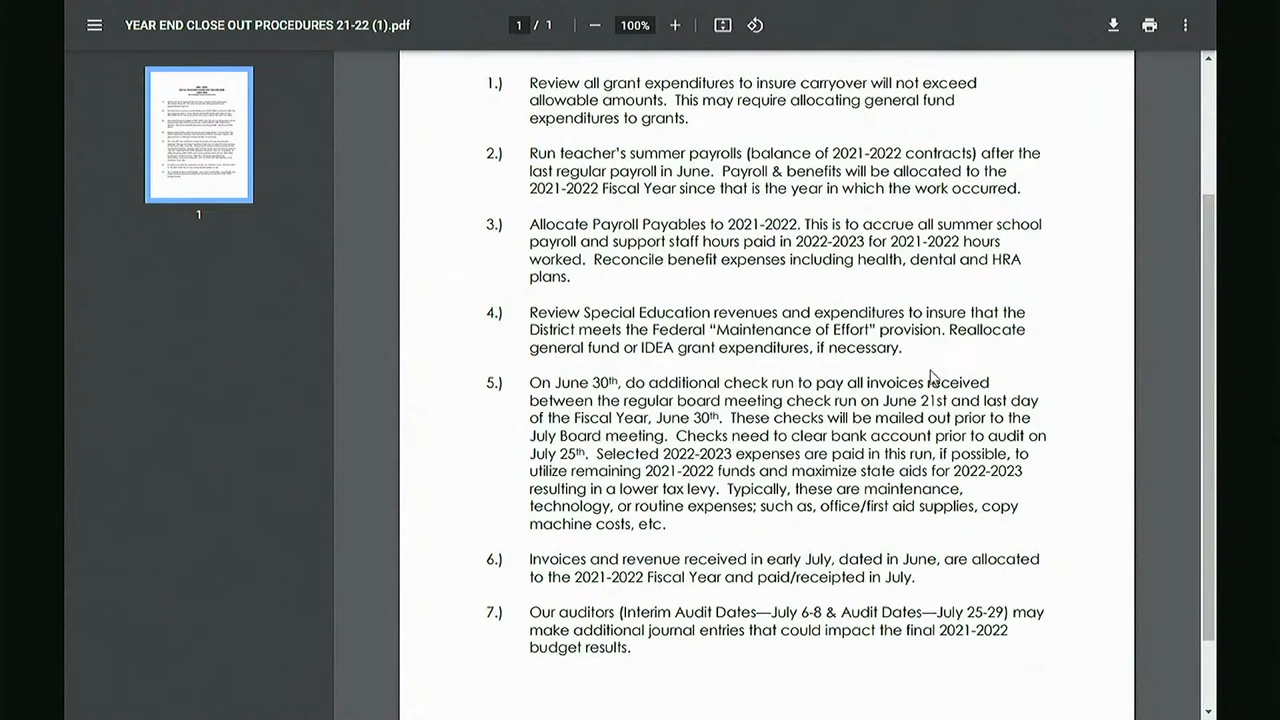 YEAR END CLOSE OUT PROCEDURES 21-22 (1).pdf
1 / 1
100%
1
1.) Review all grant expenditures to insure carryover will not exceed
allowable amounts. This may require allocating general fund
expenditures to grants.
2.) Run teacher summer payrolls (balance of 2021-2022 contracts) after the
last regular payroll in June. Payroll & benefits will be allocated to the
2021-2022 Fiscal Year since that is the year in which the work occurred.
3.) Allocate Payroll Payables to 2021-2022. This is to accrue all summer school
payroll and support staff hours paid in 2022-2023 for 2021-2022 hours
worked. Reconcile benefit expenses including health, dental and HRA
plans.
4.) Review Special Education revenues and expenditures to insure that the
District meets the Federal “Maintenance of Effort” provision. Reallocate
general fund or IDEA grant expenditures, if necessary.
5.) On June 30th, do additional check run to pay all invoices received
between the regular board meeting check run on June 21st and last day
of the Fiscal Year, June 30th. These checks will be mailed out prior to the
July Board meeting. Checks need to clear bank account prior to audit on
July 25th. Selected 2022-2023 expenses are paid in this run, if possible, to
utilize remaining 2021-2022 funds and maximize state aids for 2022-2023
resulting in a lower tax levy. Typically, these are maintenance,
technology, or routine expenses; such as, office/first aid supplies, copy
machine costs, etc.
6.) Invoices and revenue received in early July, dated in June, are allocated
to the 2021-2022 Fiscal Year and paid/receipted in July.
7.) Our auditors (Interim Audit Dates—July 6-8 & Audit Dates—July 25-29) may
make additional journal entries that could impact the final 2021-2022
budget results.